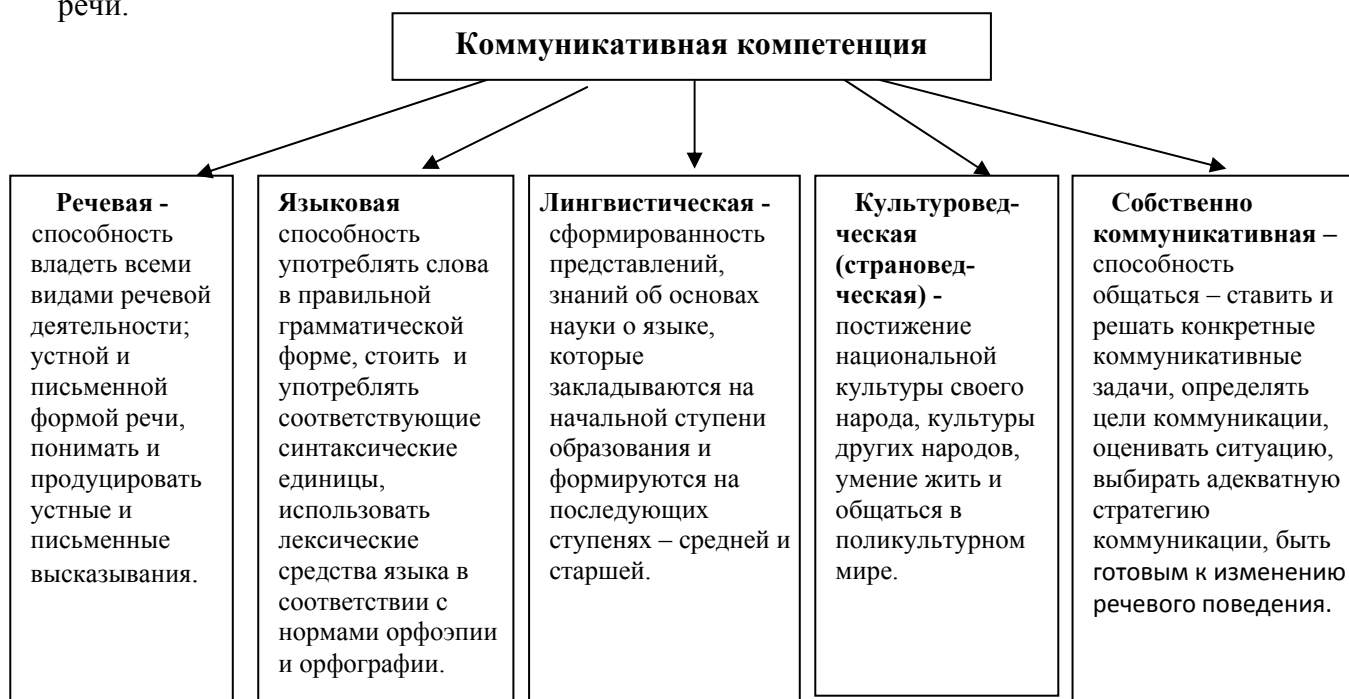 речи.
Коммуникативная компетенция
Речевая -
способность
владеть всеми
видами речевой
деятельности;
устной и
письменной
формой речи,
понимать и
продуцировать
устные и
письменные
высказывания.
Языковая
способность
употреблять слова
в правильной
грамматической
форме, стоить и
употреблять
соответствующие
синтаксические
единицы,
использовать
лексические
средства языка в
соответствии с
нормами орфоэпии
и орфографии.
Лингвистическая -
сформированность
представлений,
знаний об основах
науки о языке,
которые
закладываются на
начальной ступени
образования и
формируются на
последующих
ступенях – средней и
старшей.
Культуровед-
ческая
(страновед-
ческая) -
постижение
национальной
культуры своего
народа, культуры
других народов,
умение жить и
общаться в
поликультурном
мире.
Собственно
коммуникативная –
способность
общаться – ставить и
решать конкретные
коммуникативные
задачи, определять
цели коммуникации,
оценивать ситуацию,
выбирать адекватную
стратегию
коммуникации, быть
готовым к изменению
речевого поведения.